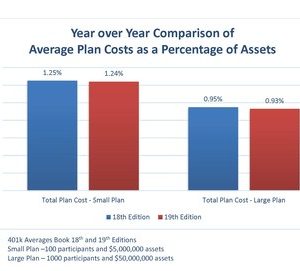 Year over Year Comparison of
Average Plan Costs as a Percentage of Assets
1.25% 1.24%
0.95% 0.93%
Total Plan Cost - Small Plan Total Plan Cost - Large Plan
18th Edition 19th Edition
401k Averages Book 18th and 19th Editions
Small Plan –100 participants and $5,000,000 assets
Large Plan – 1000 participants and $50,000,000 assets